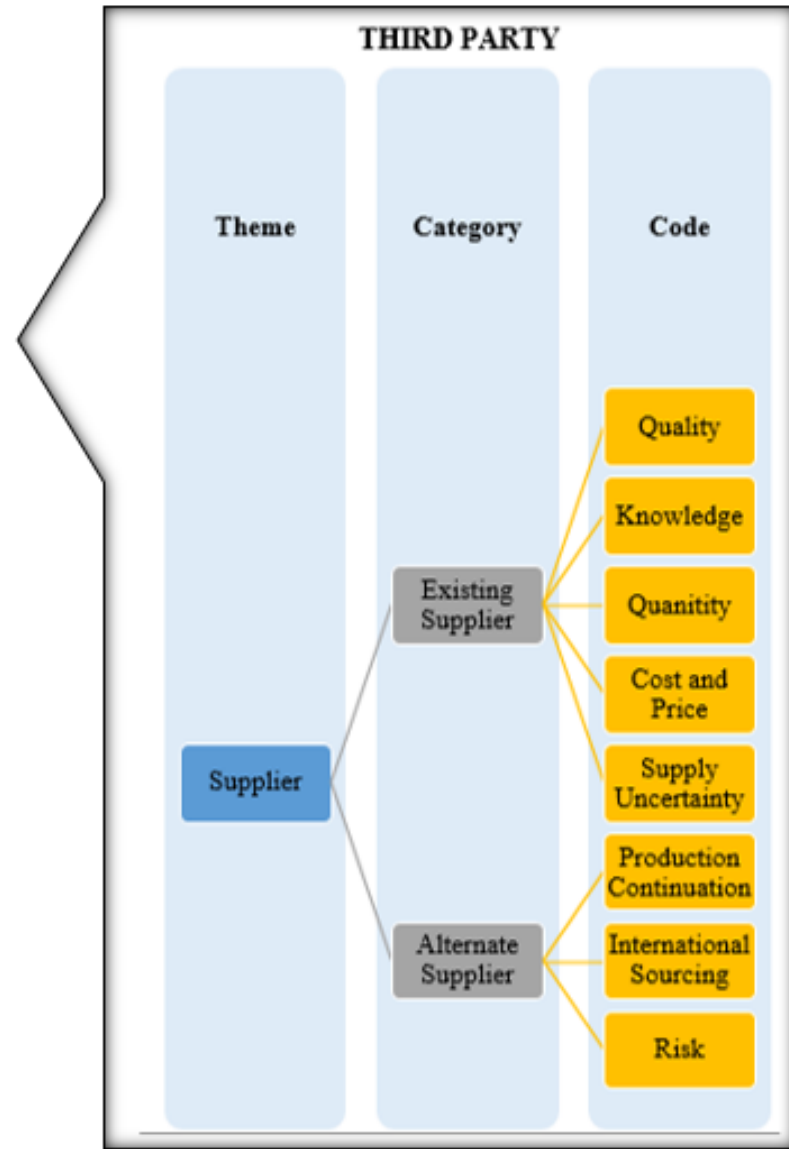 THIRD PARTY
Theme
Category
Code
Supplier
Existing
Supplier
Alternate
Supplier
Quality
Knowledge
Quanitity
Cost and
Price
Supply
Uncertainty
Production
Continuation
International
Sourcing
Risk